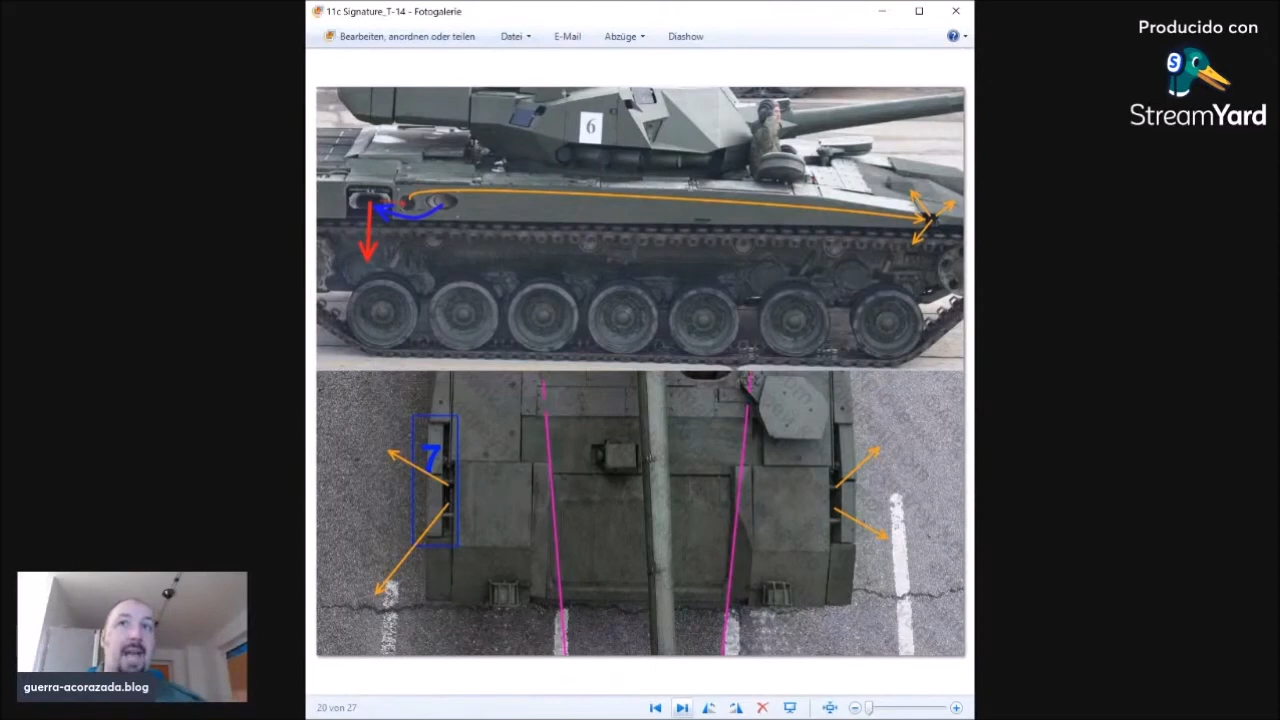 11c Signature_T-14 - Fotogalerie
Bearbeiten, anordnen oder teilen
Datei
E-Mail
Abzüge
Diashow
Producido con
S
StreamYard
6
7
guerra-acorazada.blog
20 von 27